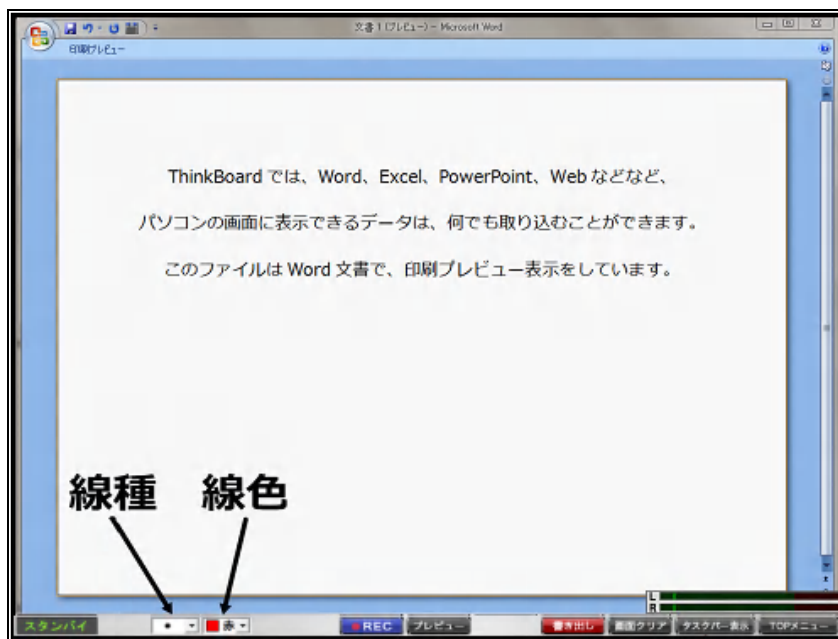 文書 1 (プレビュー) - Microsoft Word
印刷プレビュー
ThinkBoard では、Word、Excel、PowerPoint、Web などなど、
パソコンの画面に表示できるデータは、何でも取り込むことができます。
このファイルは Word 文書で、印刷プレビュー表示をしています。
線種 線色
L
R
スタンバイ 赤 REC プレビュー 書き出し 画面クリア タスクバー表示 TOPメニュー